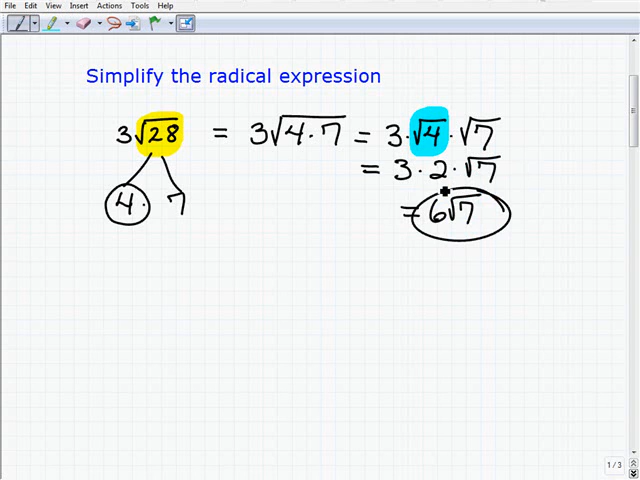 File Edit View Insert Actions Tools Help
Simplify the radical expression
3√28 = 3√4·7 = 3·√4·√7
= 3·2·√7
4· 7
= 6√7
1/3